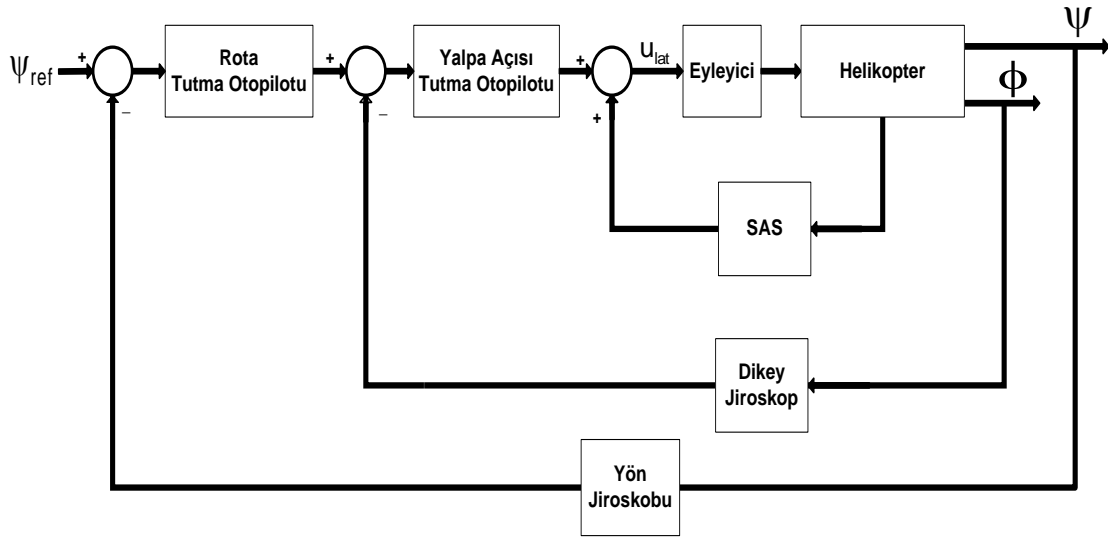 Ψ
Ψref
+
−
Rota
Tutma Otopilotu
+
−
Yalpa Açısı
Tutma Otopilotu
+
+
ulat
Eyleyici
Helikopter
ϕ
SAS
Dikey
Jiroskop
Yön
Jiroskobu